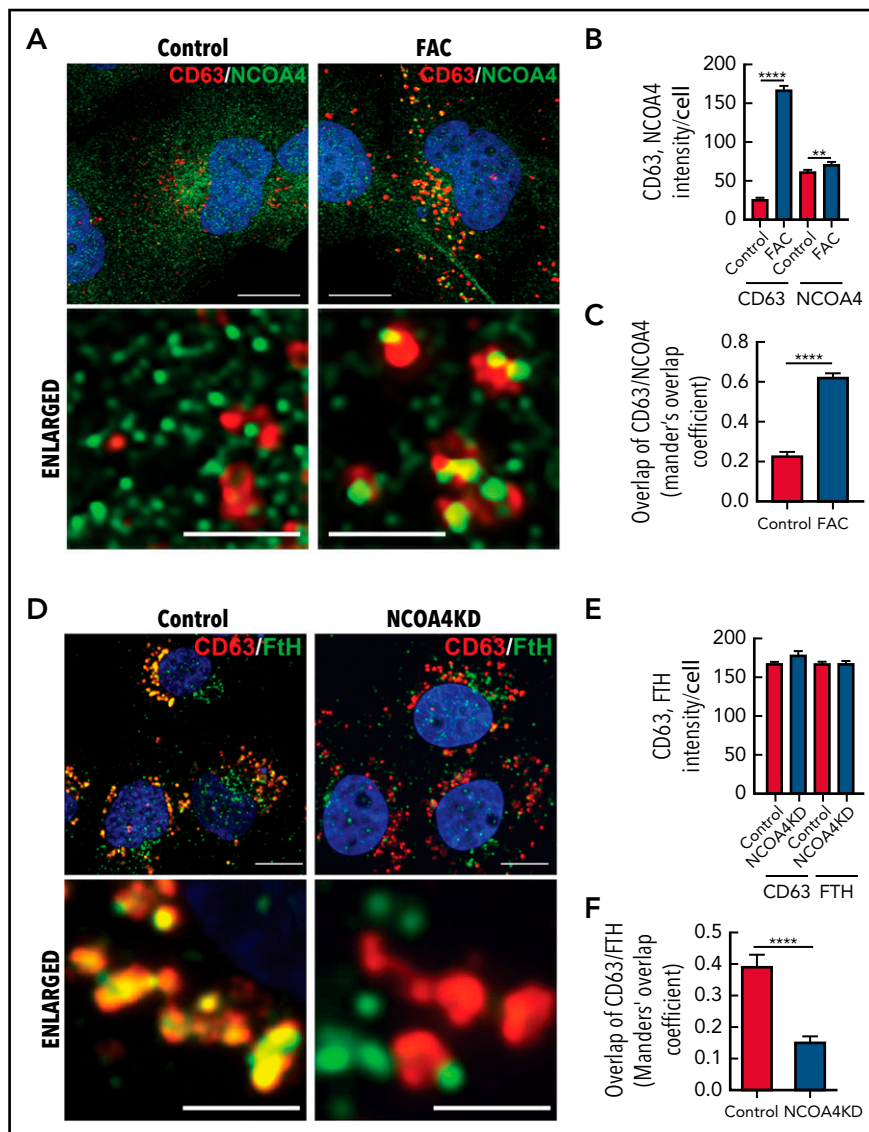 A
Control
FAC
CD63/NCOA4
CD63/NCOA4
ENLARGED
B
CD63, NCOA4
intensity/cell
200
150
100
50
0
****
**
Control
FAC
Control
FAC
CD63
NCOA4
C
Overlap of CD63/NCOA4
(mander's overlap
coefficient)
0.6
0.4
0.2
0.0
****
Control
FAC
D
Control
NCOA4KD
CD63/FtH
CD63/FtH
ENLARGED
E
CD63, FTH
intensity/cell
200
150
100
50
0
Control
NCOA4KD
Control
NCOA4KD
CD63
FTH
F
Overlap of CD63/FTH
(Manders' overlap
coefficient)
0.5
0.4
0.3
0.2
0.1
0.0
****
Control
NCOA4KD